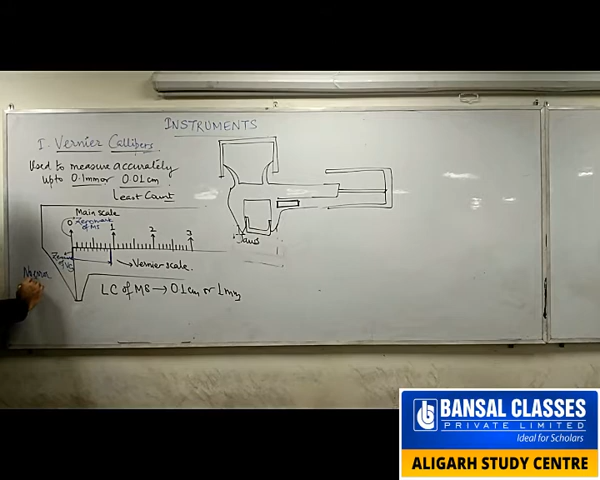 INSTRUMENTS
I. Vernier Callibers
Used to measure accurately
upto 0.1mm or 0.01cm
Least Count
Main scale
0 Zero mark of MS
1 2 3
Zero of VS
Vernier scale.
Jaws
LC of MS → 0.1cm or 1mm
BANSAL CLASSES
PRIVATE LIMITED
Ideal for Scholars
ALIGARH STUDY CENTRE